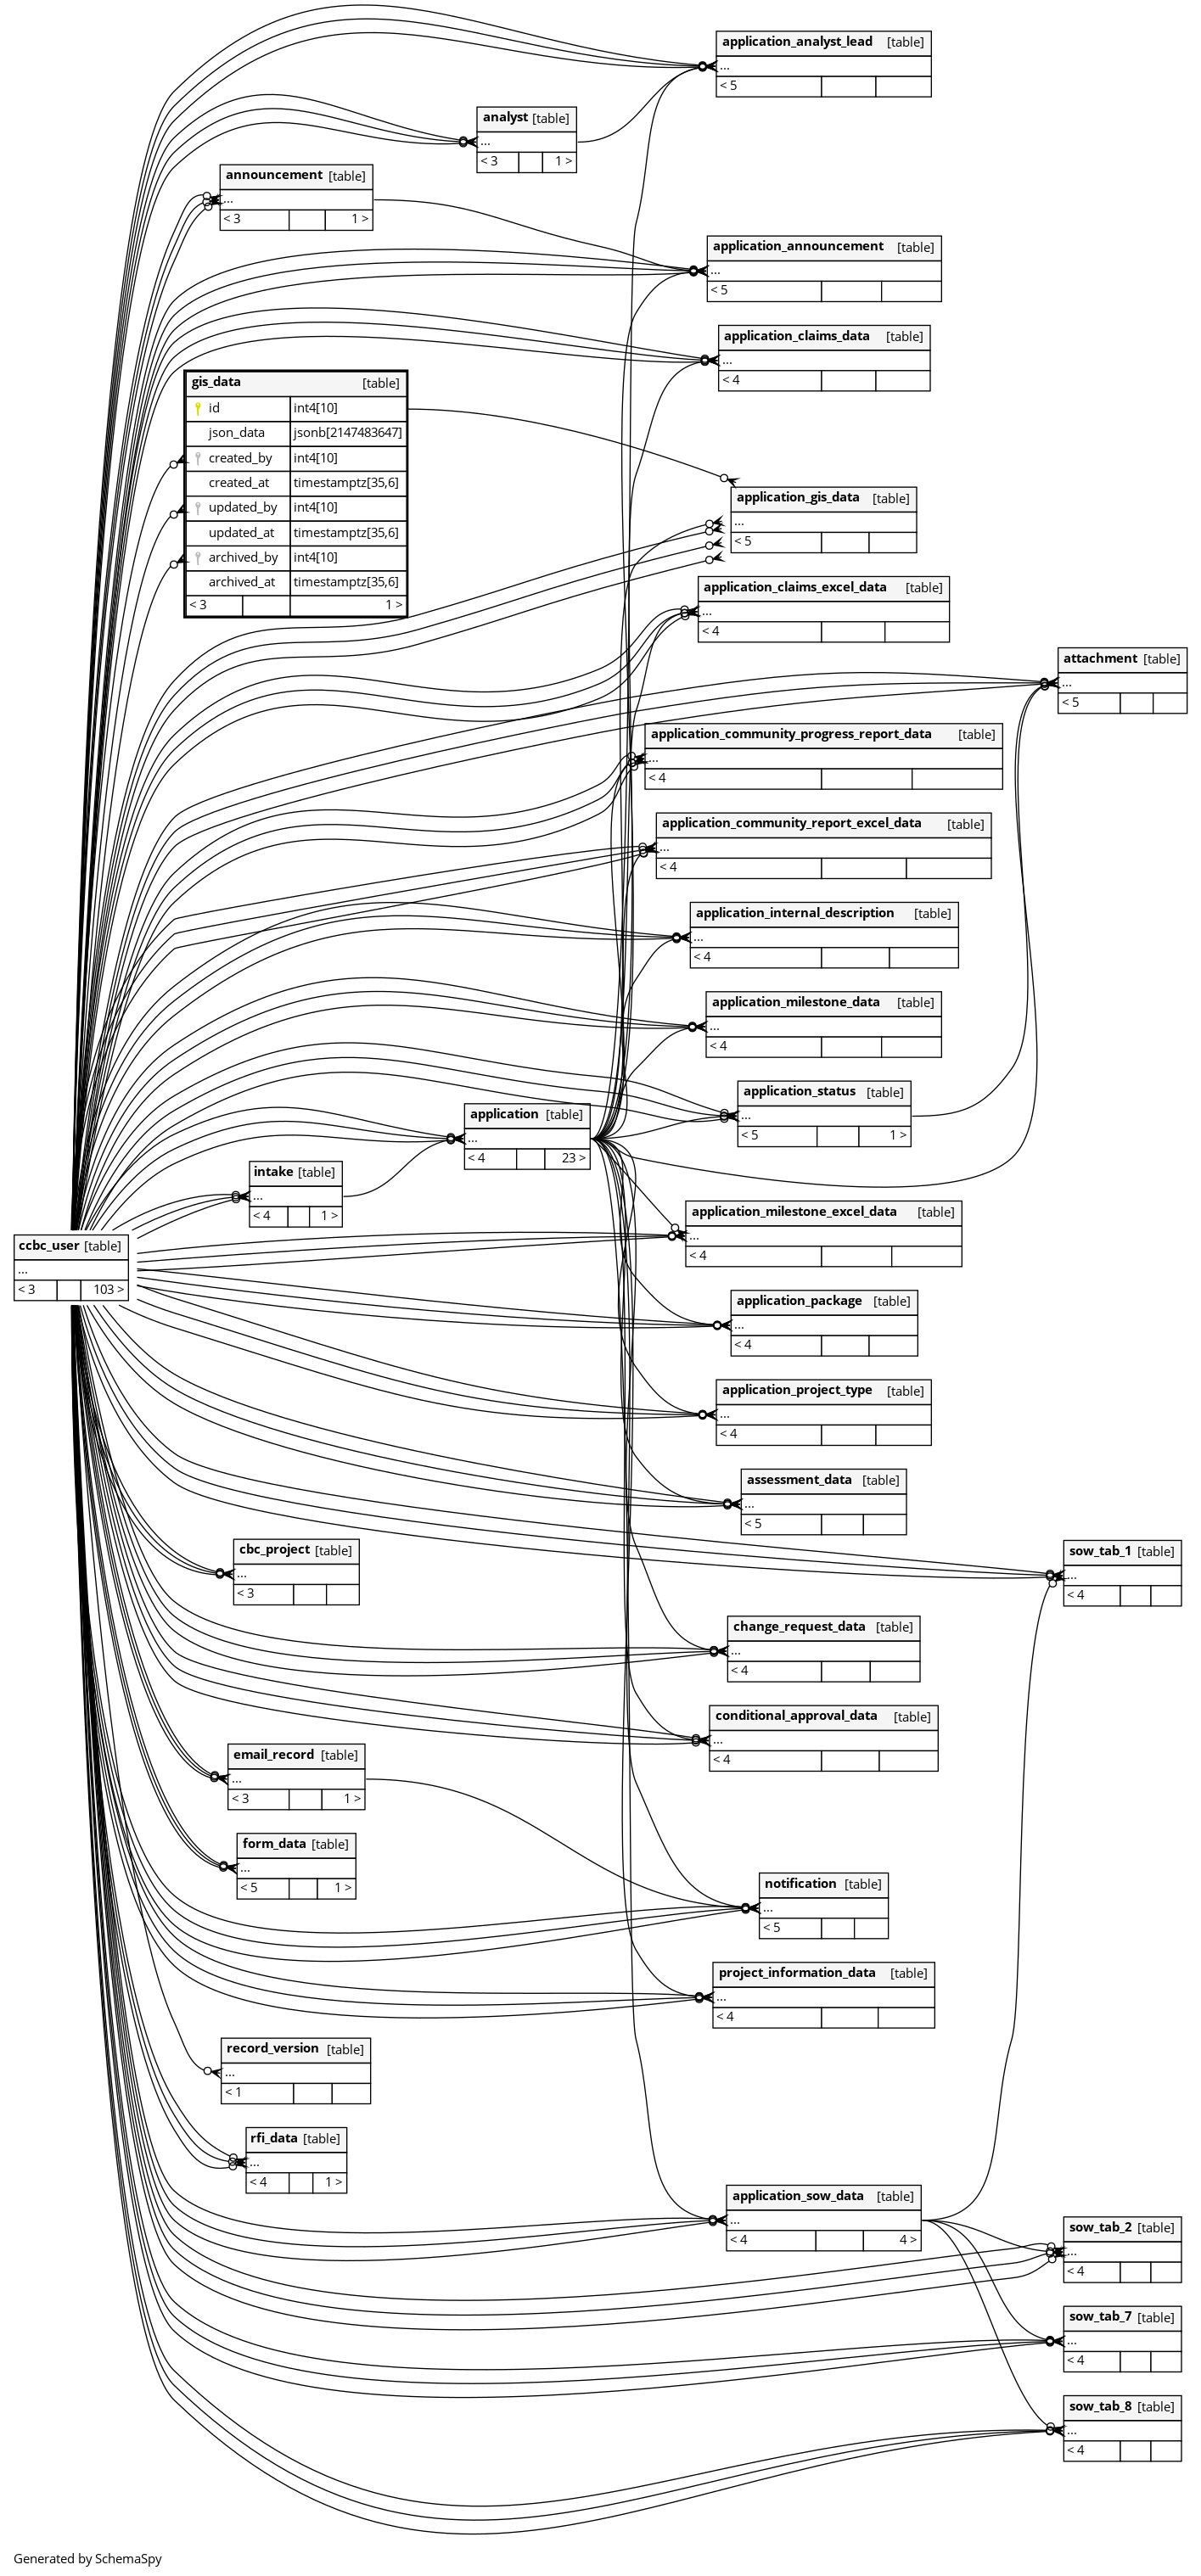 application_analyst_lead [table]
...
< 5
analyst [table]
...
< 3 1 >
announcement [table]
...
< 3 1 >
application_announcement [table]
...
< 5
application_claims_data [table]
...
< 4
gis_data [table]
id int4[10]
json_data jsonb[2147483647]
created_by int4[10]
created_at timestamptz[35,6]
updated_by int4[10]
updated_at timestamptz[35,6]
archived_by int4[10]
archived_at timestamptz[35,6]
< 3 1 >
application_gis_data [table]
...
< 5
application_claims_excel_data [table]
...
< 4
attachment [table]
...
< 5
application_community_progress_report_data [table]
...
< 4
application_community_report_excel_data [table]
...
< 4
application_internal_description [table]
...
< 4
application_milestone_data [table]
...
< 4
application_status [table]
...
< 5 1 >
application [table]
...
< 4 23 >
intake [table]
...
< 4 1 >
application_milestone_excel_data [table]
...
< 4
ccbc_user [table]
...
< 3 103 >
application_package [table]
...
< 4
application_project_type [table]
...
< 4
assessment_data [table]
...
< 5
cbc_project [table]
...
< 3
sow_tab_1 [table]
...
< 4
change_request_data [table]
...
< 4
conditional_approval_data [table]
...
< 4
email_record [table]
...
< 3 1 >
form_data [table]
...
< 5 1 >
notification [table]
...
< 5
project_information_data [table]
...
< 4
record_version [table]
...
< 1
rfi_data [table]
...
< 4 1 >
application_sow_data [table]
...
< 4 4 >
sow_tab_2 [table]
...
< 4
sow_tab_7 [table]
...
< 4
sow_tab_8 [table]
...
< 4
Generated by SchemaSpy